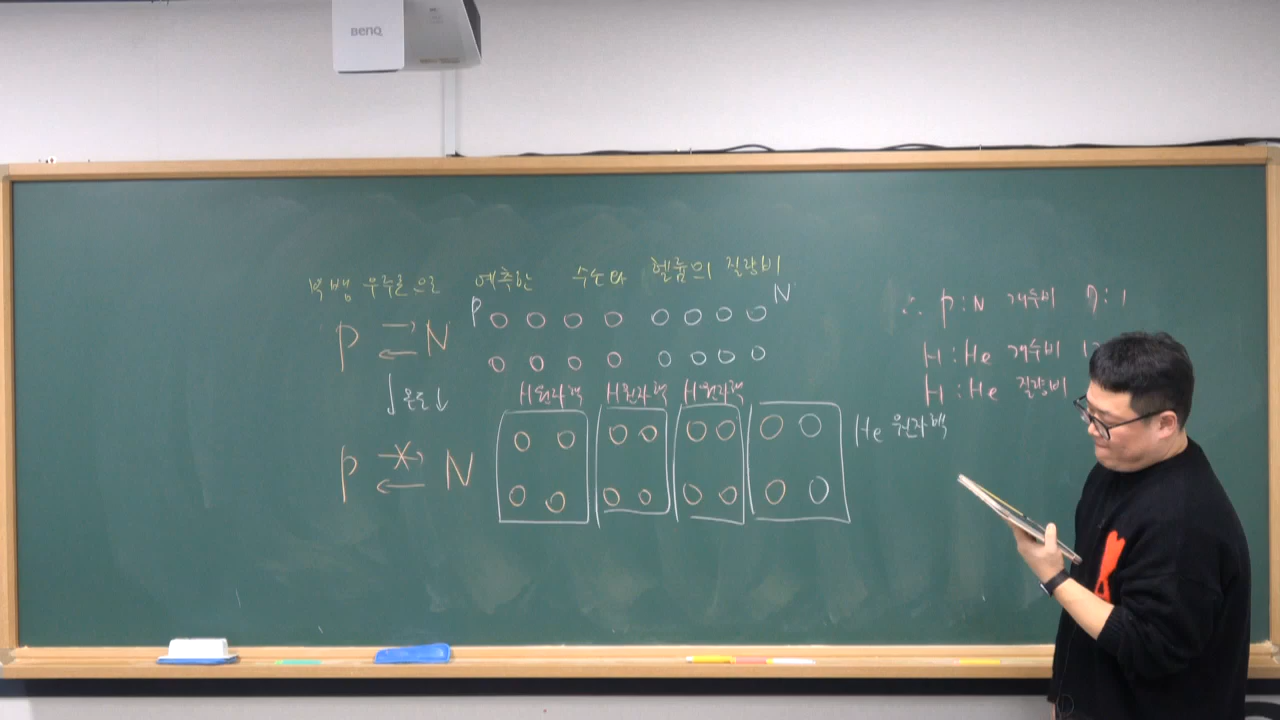 BenQ
빅뱅 우주론으로 예측한 수소와 헬륨의 질량비
P N
P ⇄ N
↓ 온도↓
P N
H원자핵 H원자핵 H원자핵
He 원자핵
∴ P:N 개수비 7:1
H:He 개수비 12
H:He 질량비